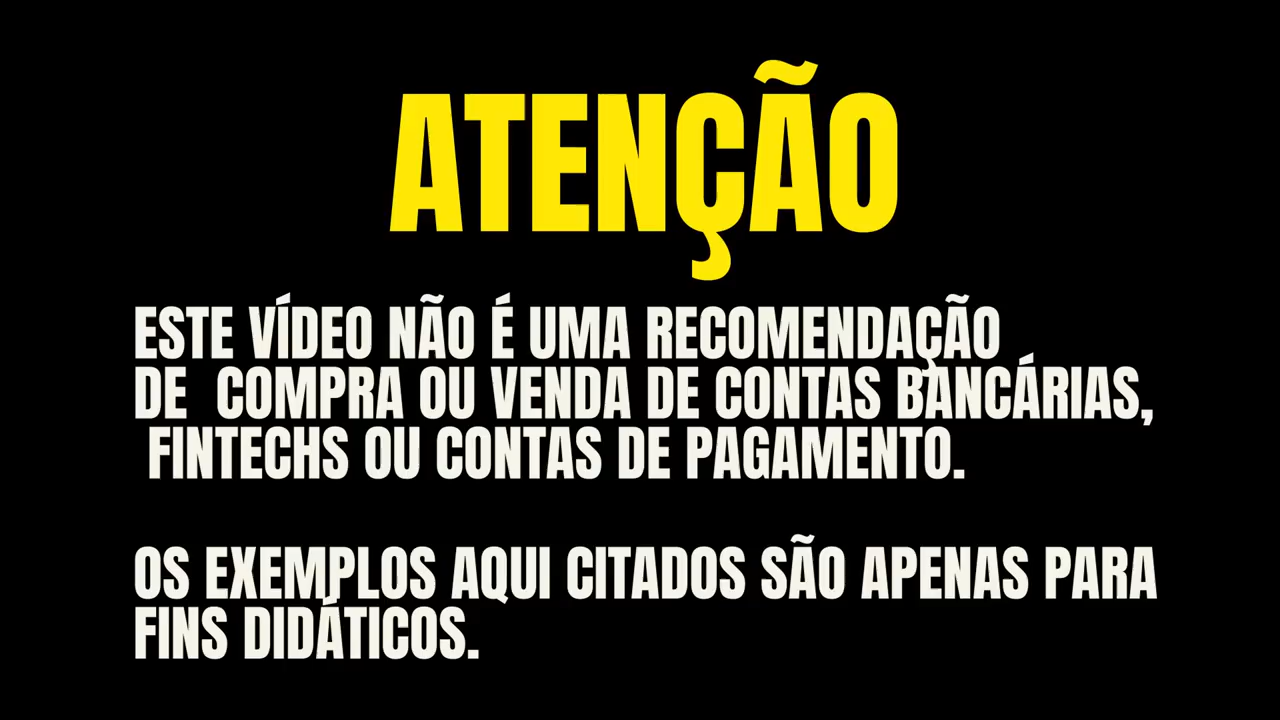 ATENÇÃO
ESTE VÍDEO NÃO É UMA RECOMENDAÇÃO
DE COMPRA OU VENDA DE CONTAS BANCÁRIAS,
FINTECHS OU CONTAS DE PAGAMENTO.
OS EXEMPLOS AQUI CITADOS SÃO APENAS PARA
FINS DIDÁTICOS.